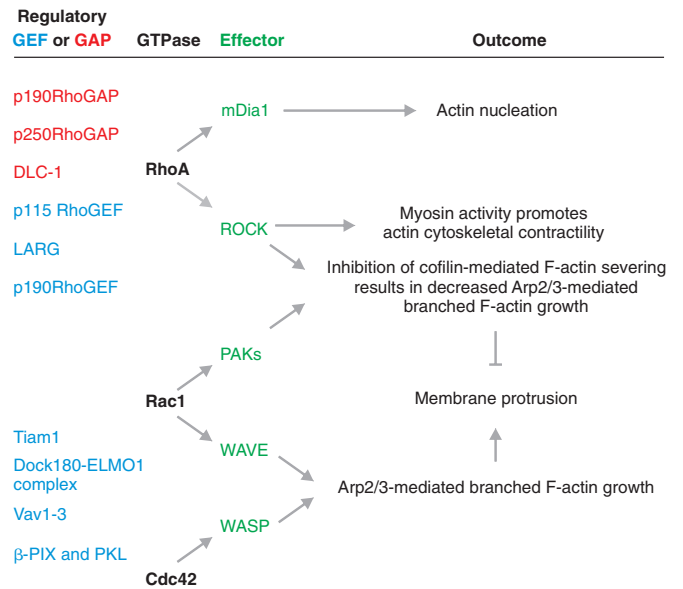 Regulatory
GEF or GAP
GTPase
Effector
Outcome
p190RhoGAP
p250RhoGAP
DLC-1
p115 RhoGEF
LARG
p190RhoGEF
RhoA
mDia1
Actin nucleation
ROCK
Myosin activity promotes
actin cytoskeletal contractility
Inhibition of cofilin-mediated F-actin severing
results in decreased Arp2/3-mediated
branched F-actin growth
PAKs
Rac1
Membrane protrusion
Tiam1
Dock180-ELMO1
complex
Vav1-3
β-PIX and PKL
WAVE
Arp2/3-mediated branched F-actin growth
WASP
Cdc42